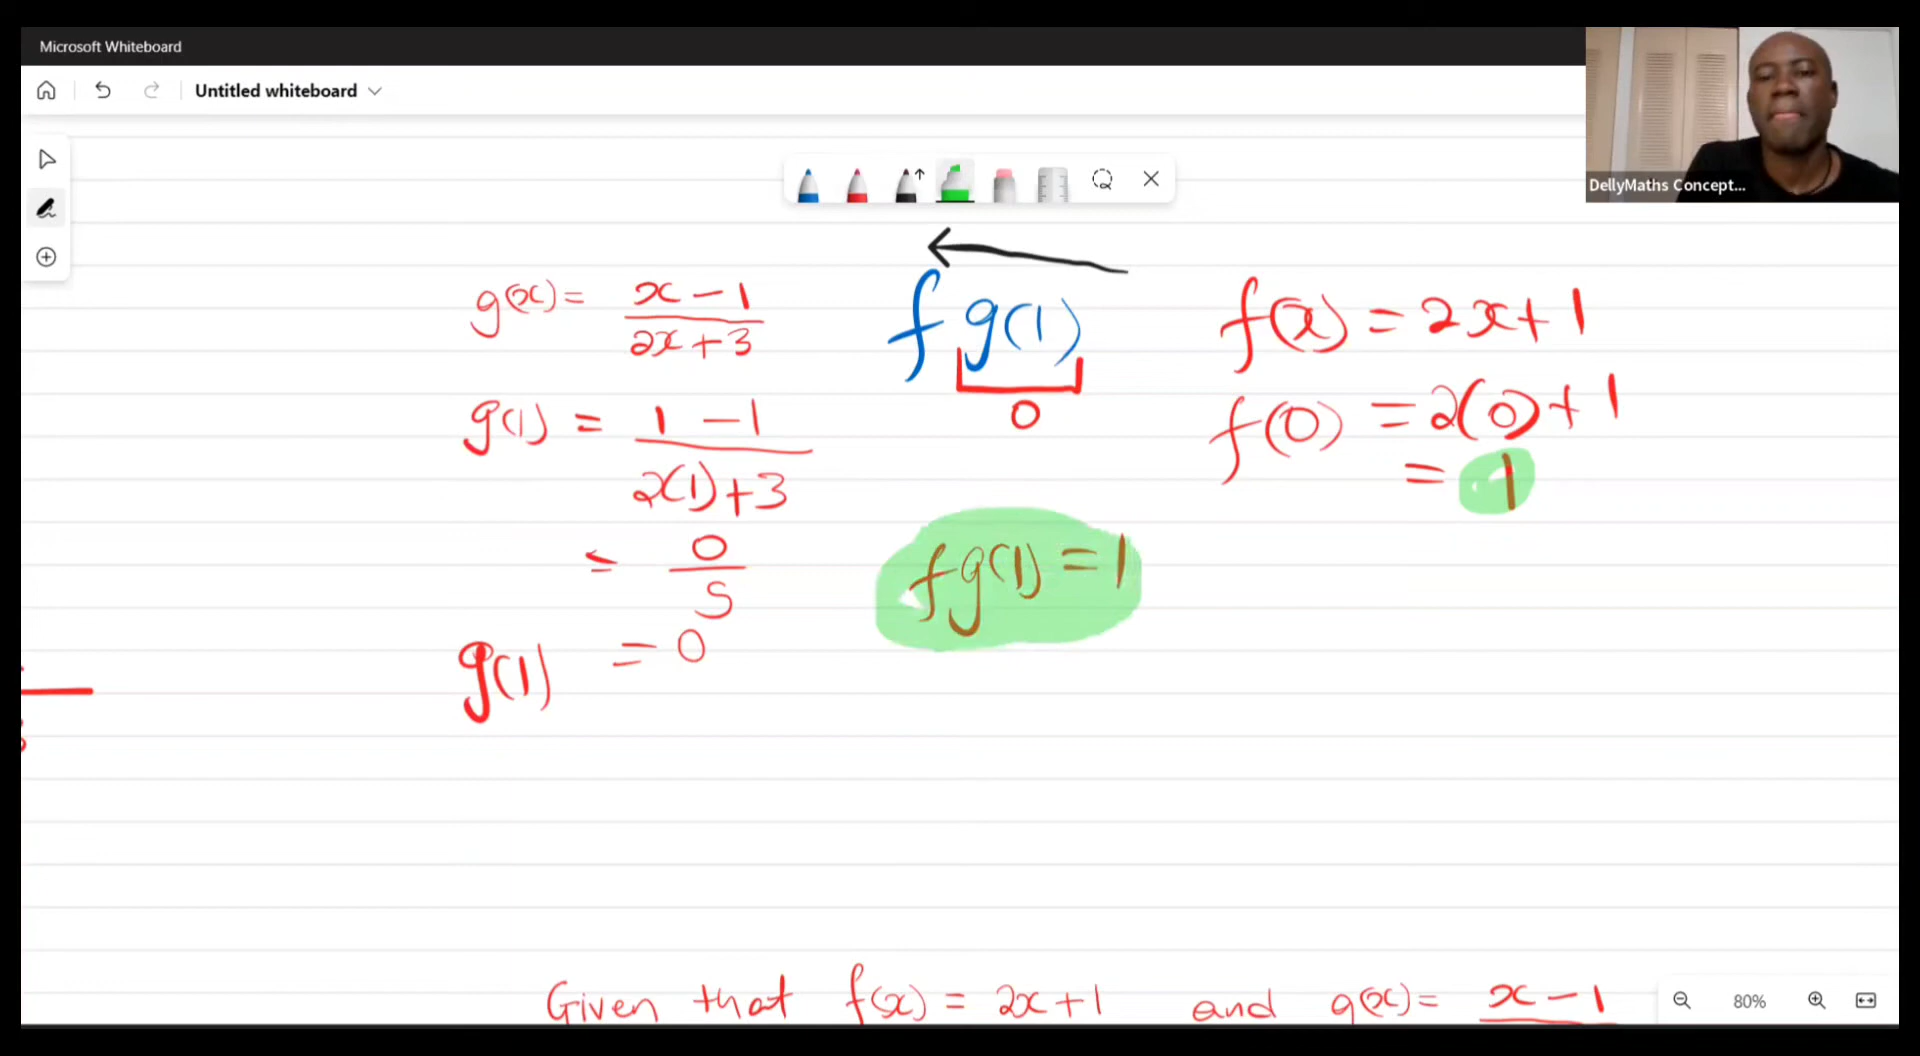 Microsoft Whiteboard
Untitled whiteboard
DellyMaths Concept...
g(x) = x - 1
2x + 3
g(1) = 1 - 1
2(1) + 3
= 0
5
g(1) = 0
f g(1)
0
fg(1) = 1
f(x) = 2x + 1
f(0) = 2(0) + 1
= 1
Given that f(x) = 2x + 1 and g(x) = x - 1
80%